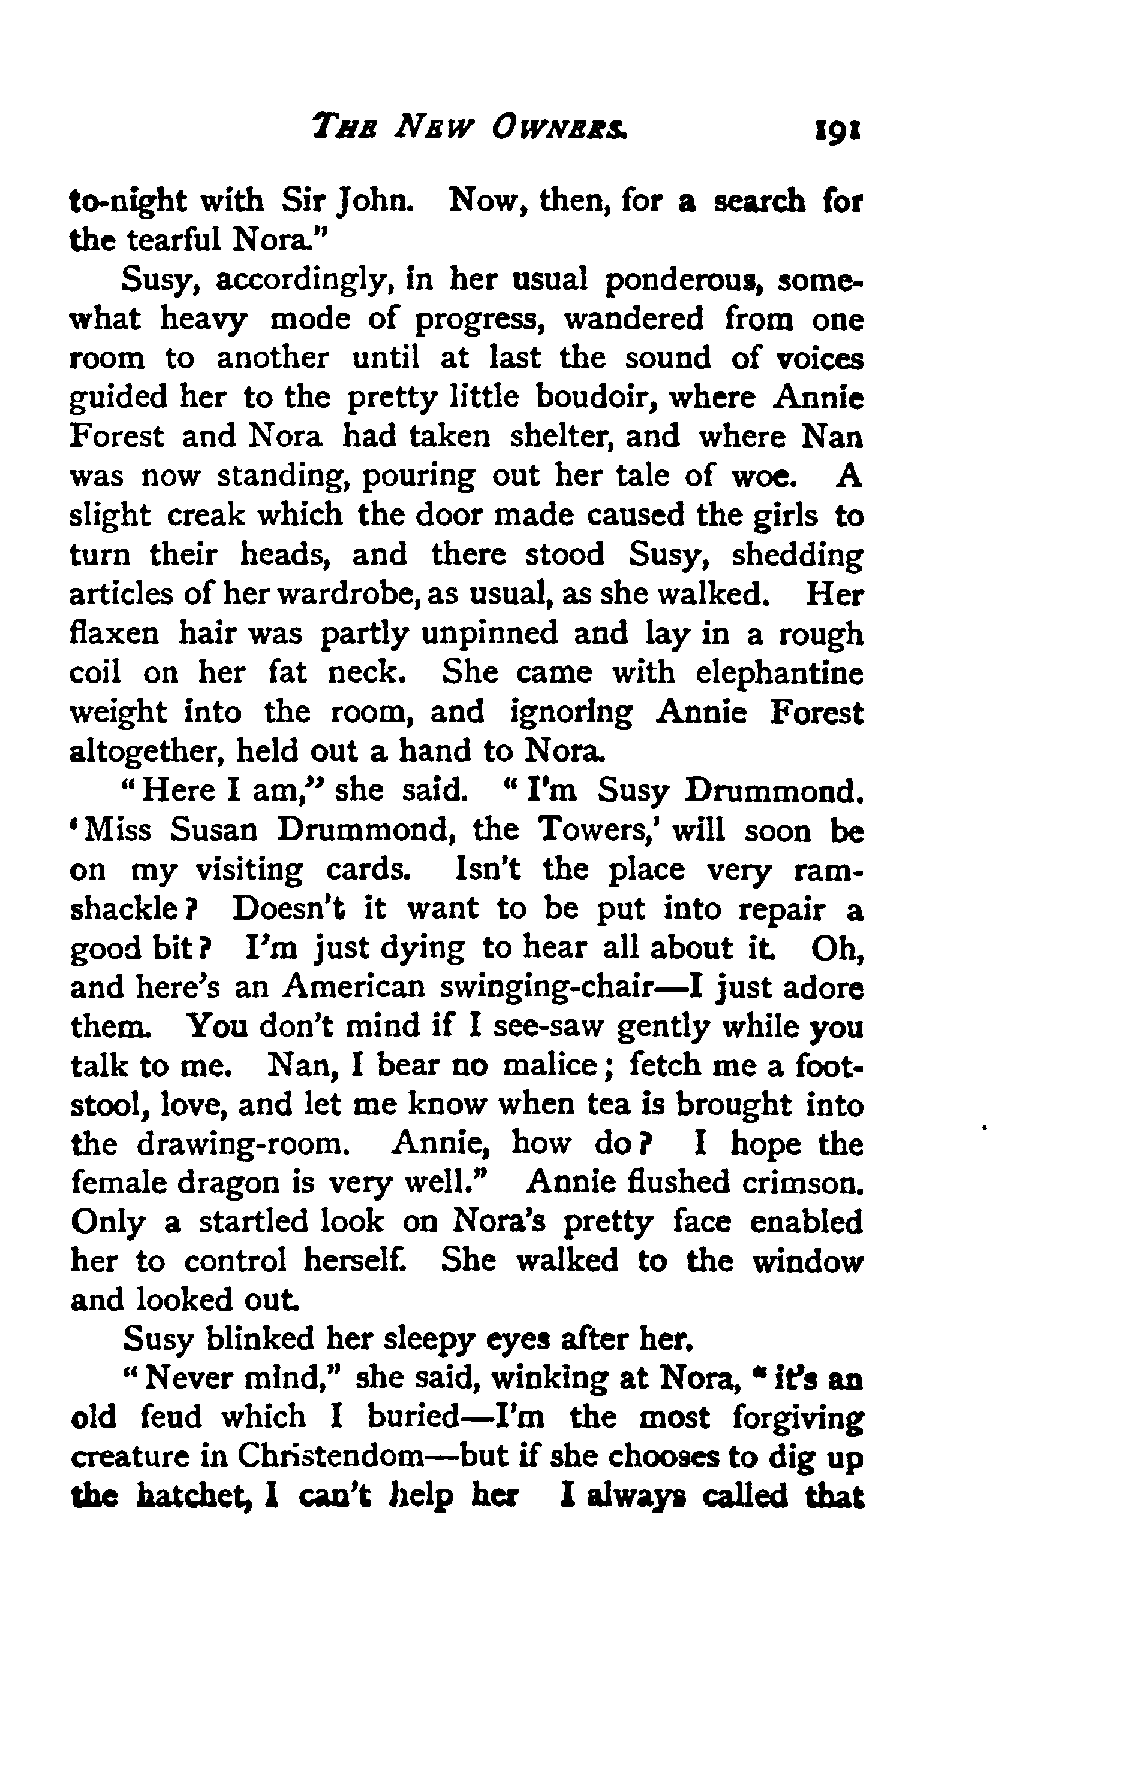 THE NEW OWNERS. 191
to-night with Sir John. Now, then, for a search for
the tearful Nora."
Susy, accordingly, in her usual ponderous, some-
what heavy mode of progress, wandered from one
room to another until at last the sound of voices
guided her to the pretty little boudoir, where Annie
Forest and Nora had taken shelter, and where Nan
was now standing, pouring out her tale of woe. A
slight creak which the door made caused the girls to
turn their heads, and there stood Susy, shedding
articles of her wardrobe, as usual, as she walked. Her
flaxen hair was partly unpinned and lay in a rough
coil on her fat neck. She came with elephantine
weight into the room, and ignoring Annie Forest
altogether, held out a hand to Nora.
"Here I am," she said. "I'm Susy Drummond.
'Miss Susan Drummond, the Towers,' will soon be
on my visiting cards. Isn't the place very ram-
shackle? Doesn't it want to be put into repair a
good bit? I'm just dying to hear all about it. Oh,
and here's an American swinging-chair—I just adore
them. You don't mind if I see-saw gently while you
talk to me. Nan, I bear no malice; fetch me a foot-
stool, love, and let me know when tea is brought into
the drawing-room. Annie, how do? I hope the
female dragon is very well." Annie flushed crimson.
Only a startled look on Nora's pretty face enabled
her to control herself. She walked to the window
and looked out.
Susy blinked her sleepy eyes after her.
"Never mind," she said, winking at Nora, "it's an
old feud which I buried—I'm the most forgiving
creature in Christendom—but if she chooses to dig up
the hatchet, I can't help her I always called that